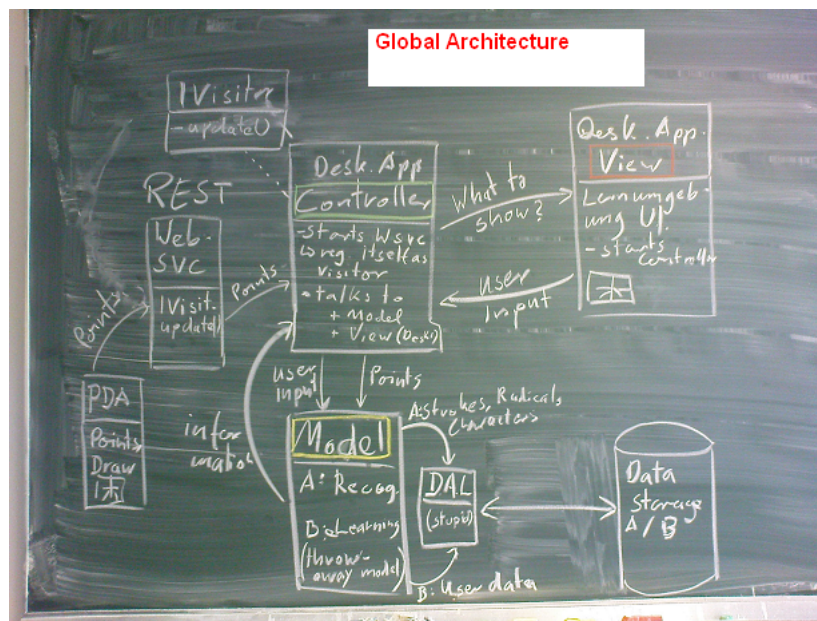 Global Architecture
IVisitor
-update()
REST
Web-
SVC
IVisit.
update()
Points
Points
PDA
Points
Draw
Desk.App
Controller
-starts Wsvc
reg. itself as
visitor
-talks to
+ Model
+ View (Desk)
What to
show?
user
input
Desk.App.
View
Lernumgeb-
ung UI
-starts
Controller
user
input
Points
infor
mation
Model
A: Recog.
B: eLearning
(throw-
away model)
A: strokes, Radicals,
Characters
DAL
(stupid)
B: User data
Data
storage
A/B